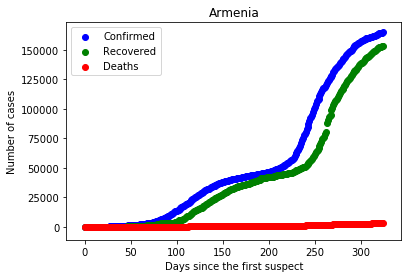 Armenia
Confirmed
Recovered
Deaths
Number of cases
150000
125000
100000
75000
50000
25000
0
0 50 100 150 200 250 300
Days since the first suspect